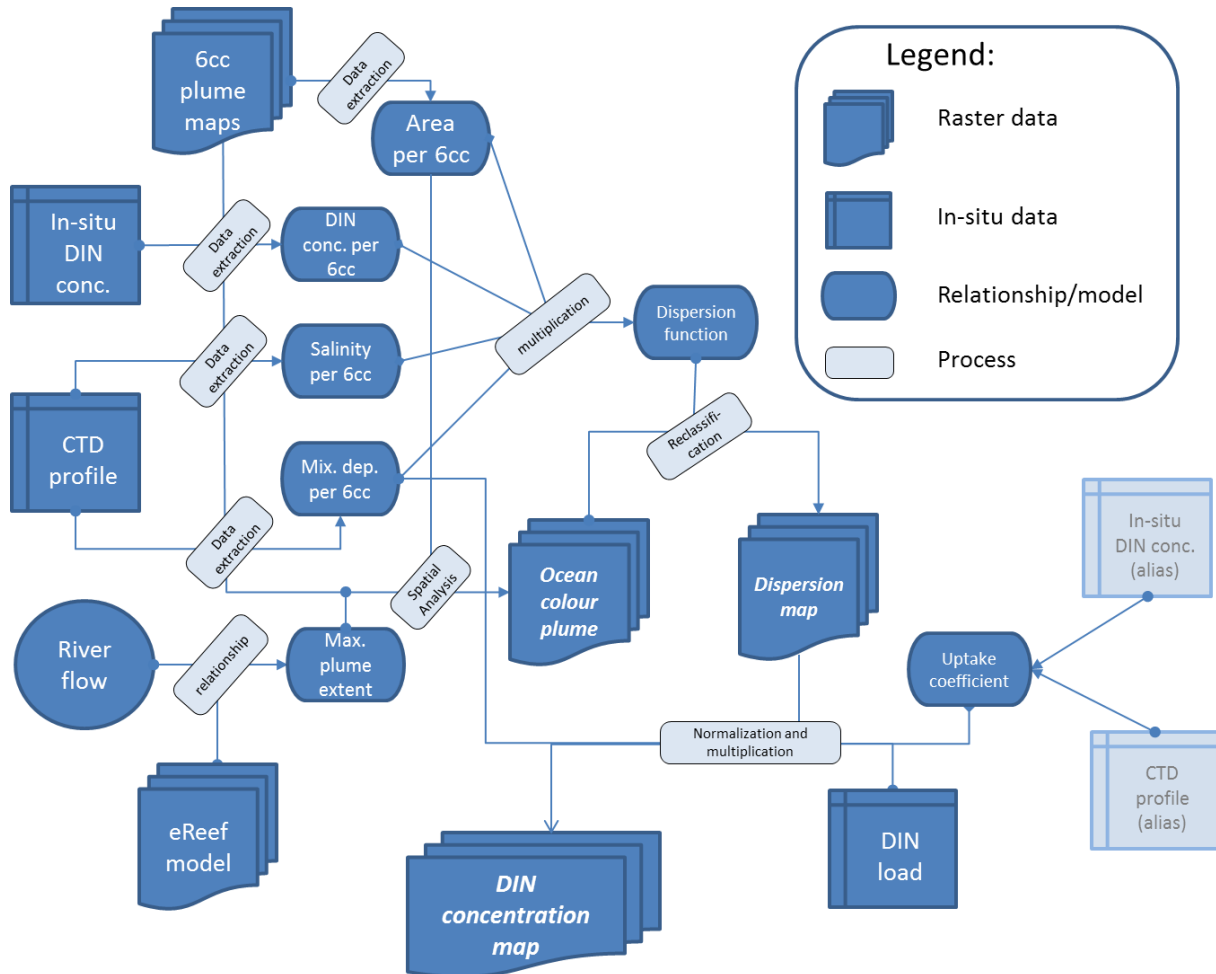 6cc
plume
maps
Data
extraction
Area
per 6cc
Legend:
Raster data
In-situ data
Relationship/model
Process
In-situ
DIN
conc.
Data
extraction
DIN
conc. per
6cc
multiplication
Dispersion
function
Data
extraction
Salinity
per 6cc
CTD
profile
Mix. dep.
per 6cc
Reclassifi-
cation
Data
extraction
Spatial
Analysis
Ocean
colour
plume
Dispersion
map
In-situ
DIN conc.
(alias)
River
flow
relationship
Max.
plume
extent
Uptake
coefficient
Normalization and
multiplication
CTD
profile
(alias)
eReef
model
DIN
concentration
map
DIN
load